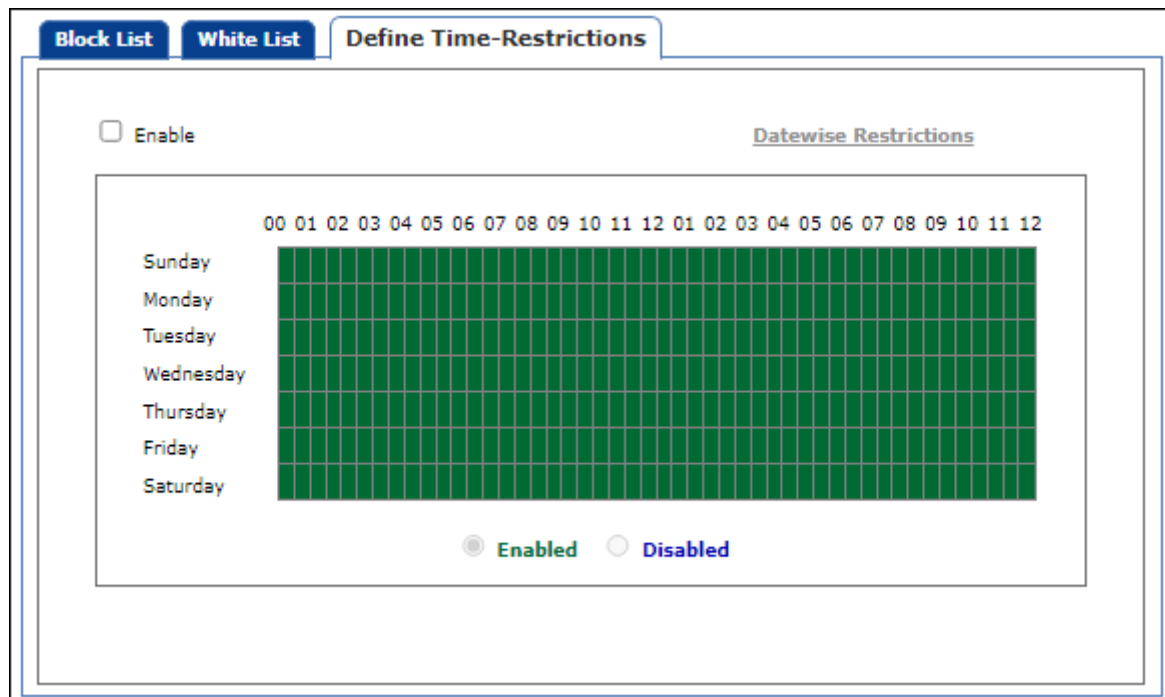 Block List White List Define Time-Restrictions
Enable Datewise Restrictions
00 01 02 03 04 05 06 07 08 09 10 11 12 01 02 03 04 05 06 07 08 09 10 11 12
Sunday
Monday
Tuesday
Wednesday
Thursday
Friday
Saturday
Enabled Disabled